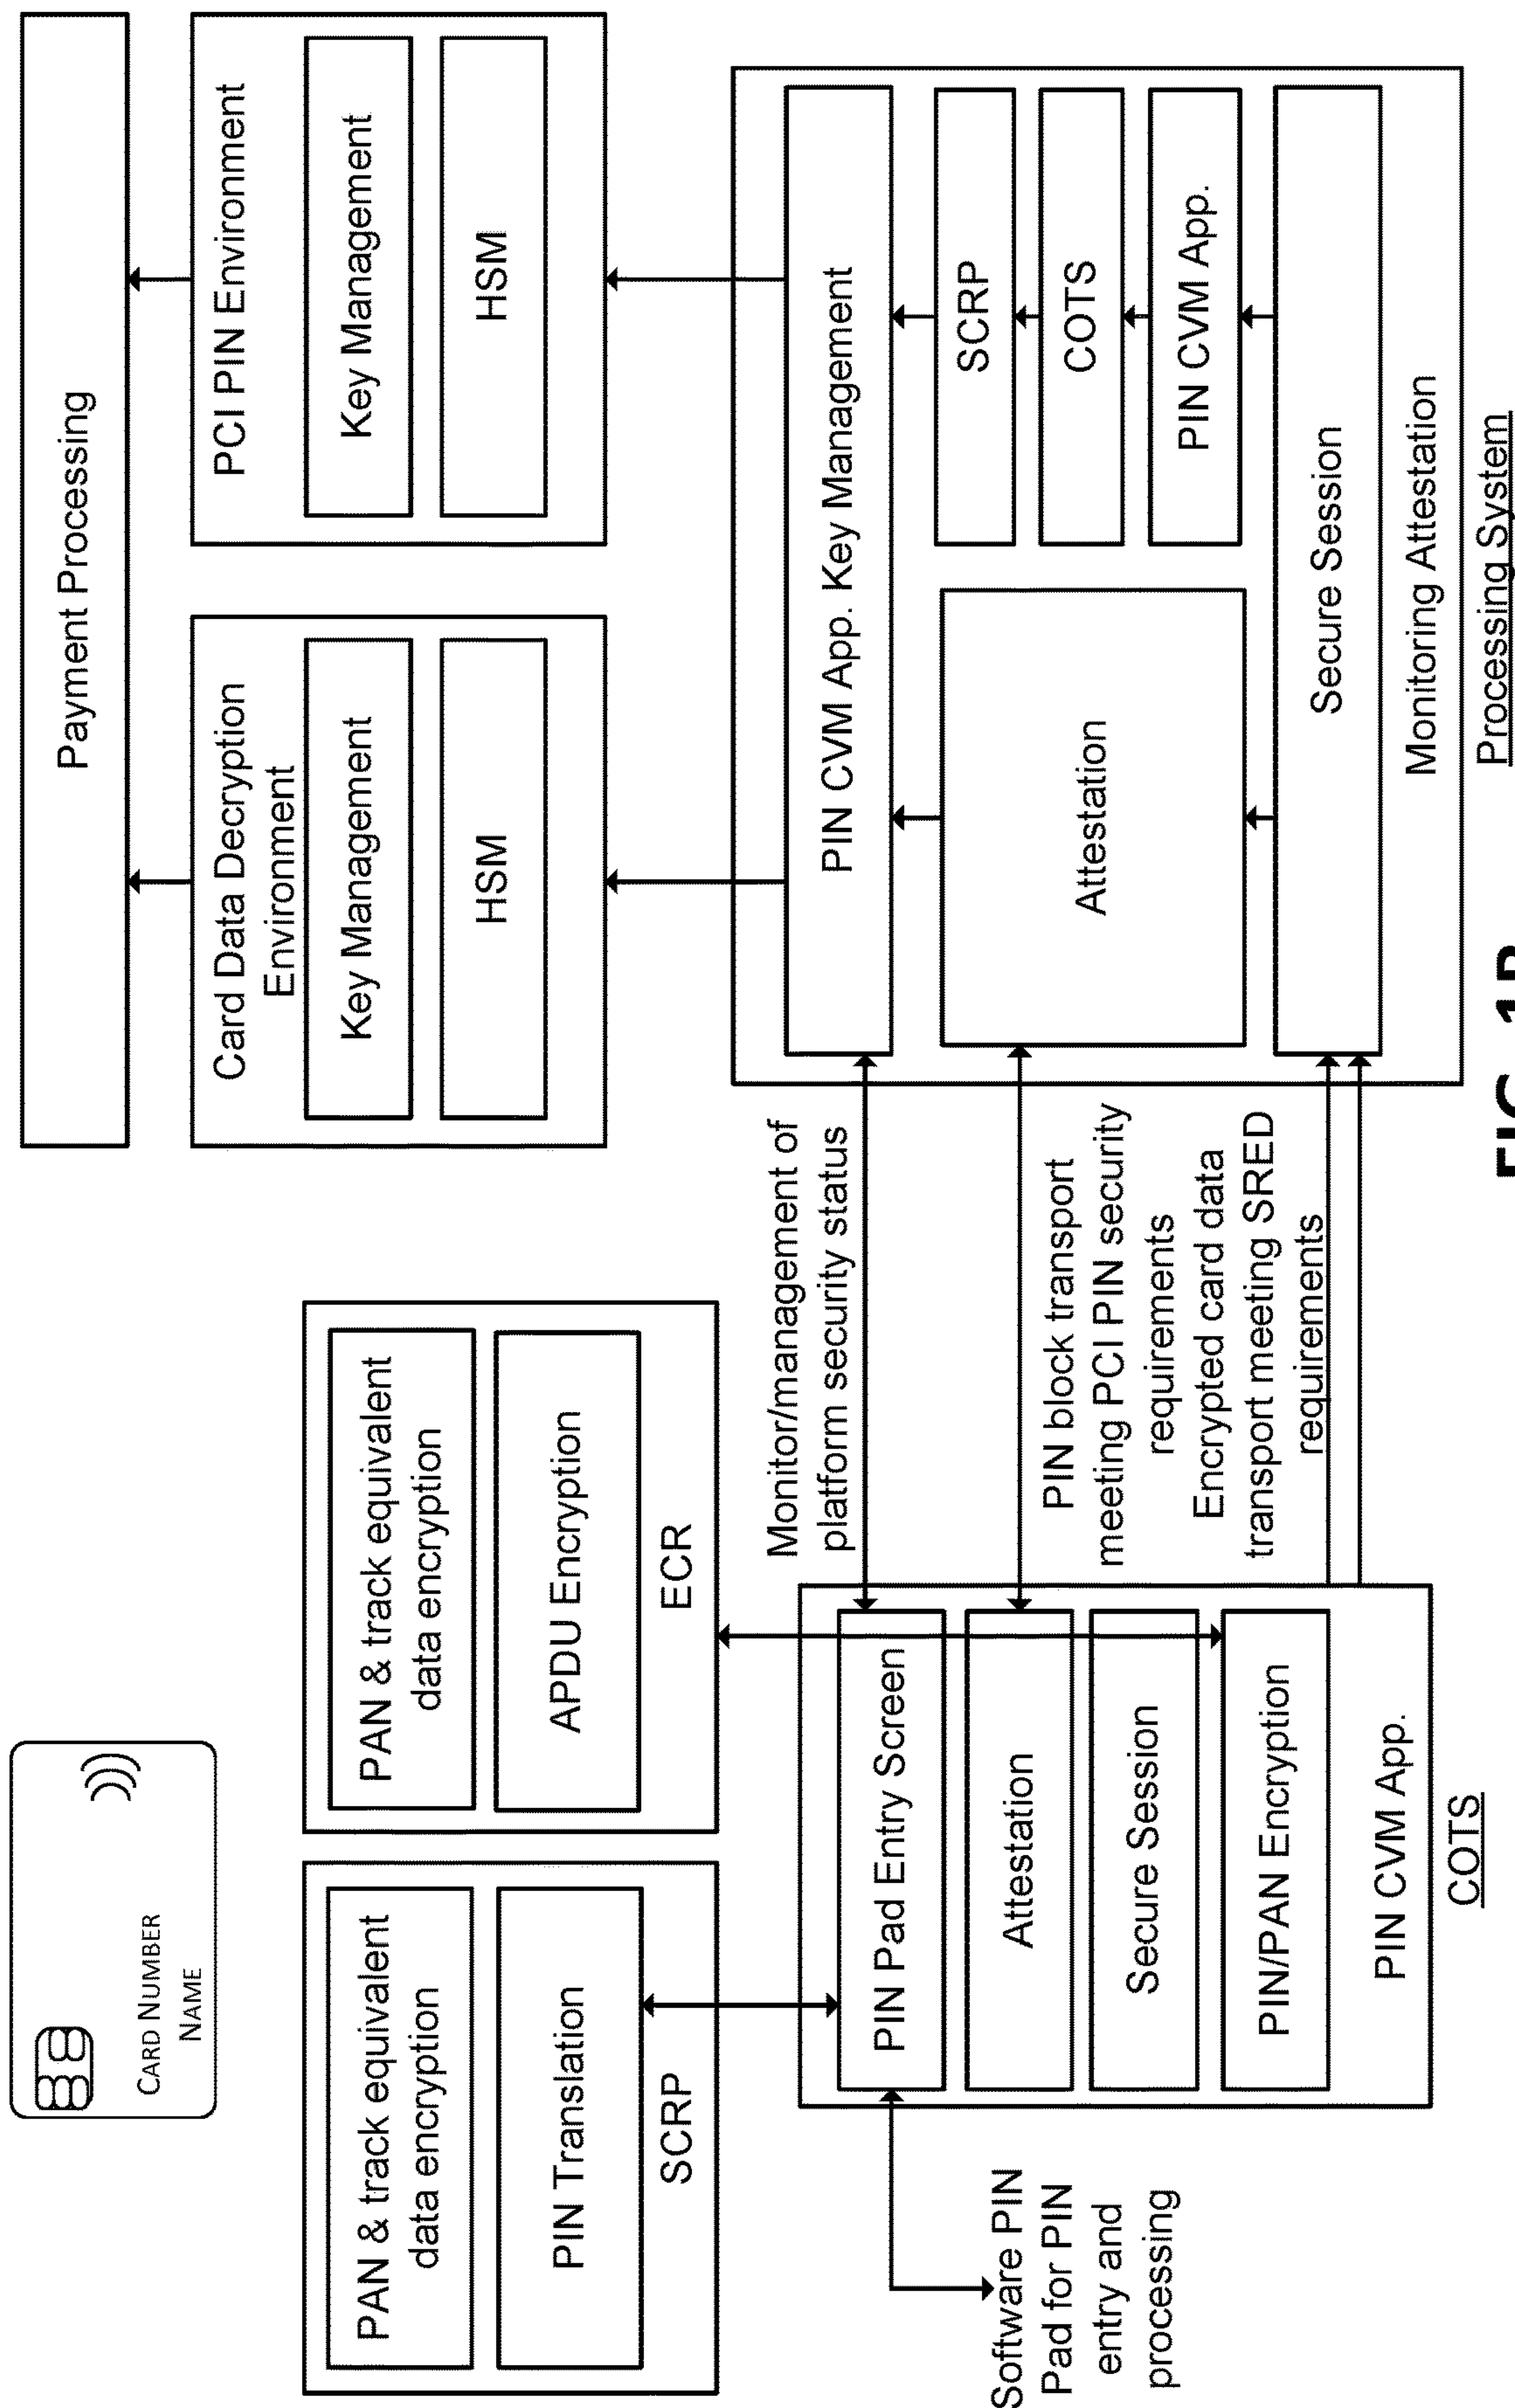 CARD NUMBER
NAME
PAN & track equivalent
data encryption
PIN Translation
SCRP
PAN & track equivalent
data encryption
APDU Encryption
ECR
Software PIN
Pad for PIN
entry and
processing
PIN Pad Entry Screen
Attestation
Secure Session
PIN/PAN Encryption
PIN CVM App.
COTS
Monitor/management of
platform security status
PIN block transport
meeting PCI PIN security
requirements
Encrypted card data
transport meeting SRED
requirements
Payment Processing
Card Data Decryption
Environment
Key Management
HSM
PCI PIN Environment
Key Management
HSM
PIN CVM App. Key Management
Attestation
SCRP
COTS
PIN CVM App.
Secure Session
Monitoring Attestation
Processing System